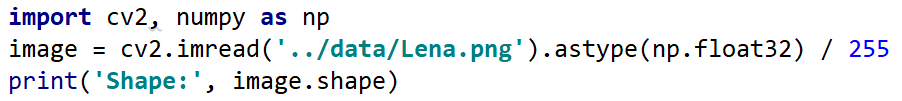 import cv2, numpy as np
image = cv2.imread('../data/Lena.png').astype(np.float32) / 255
print('Shape:', image.shape)